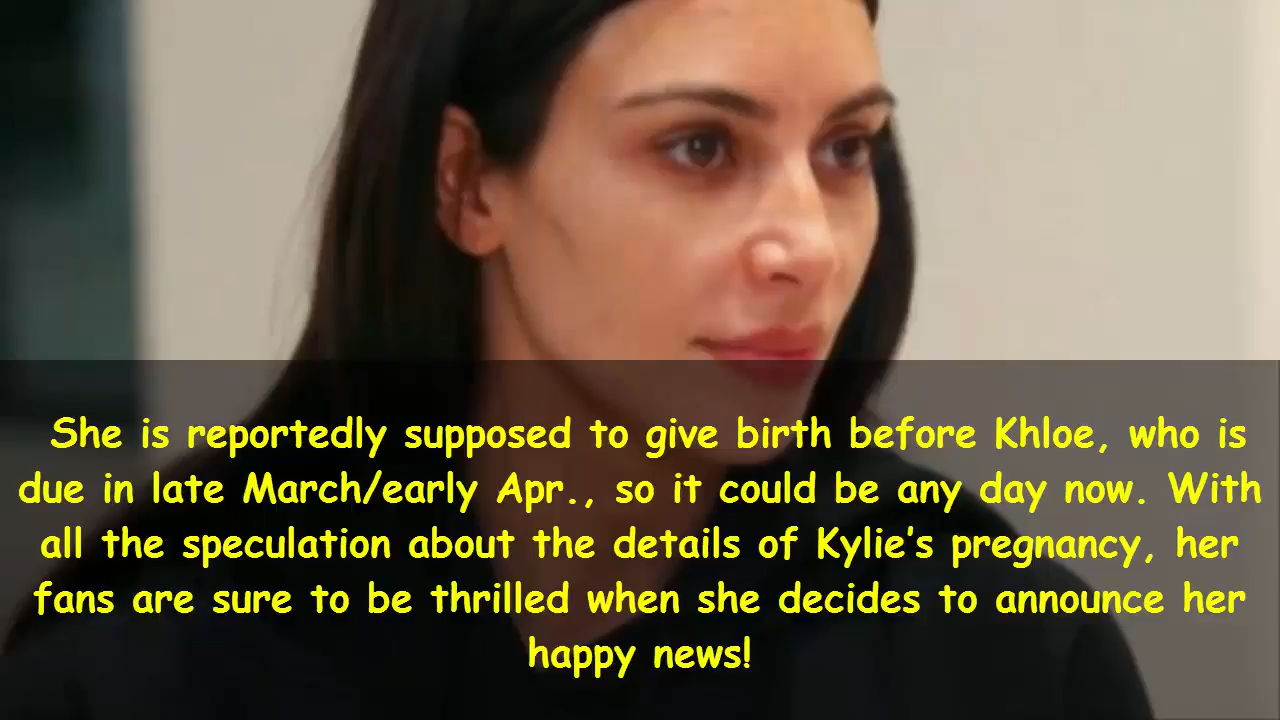 She is reportedly supposed to give birth before Khloe, who is
due in late March/early Apr., so it could be any day now. With
all the speculation about the details of Kylie’s pregnancy, her
fans are sure to be thrilled when she decides to announce her
happy news!